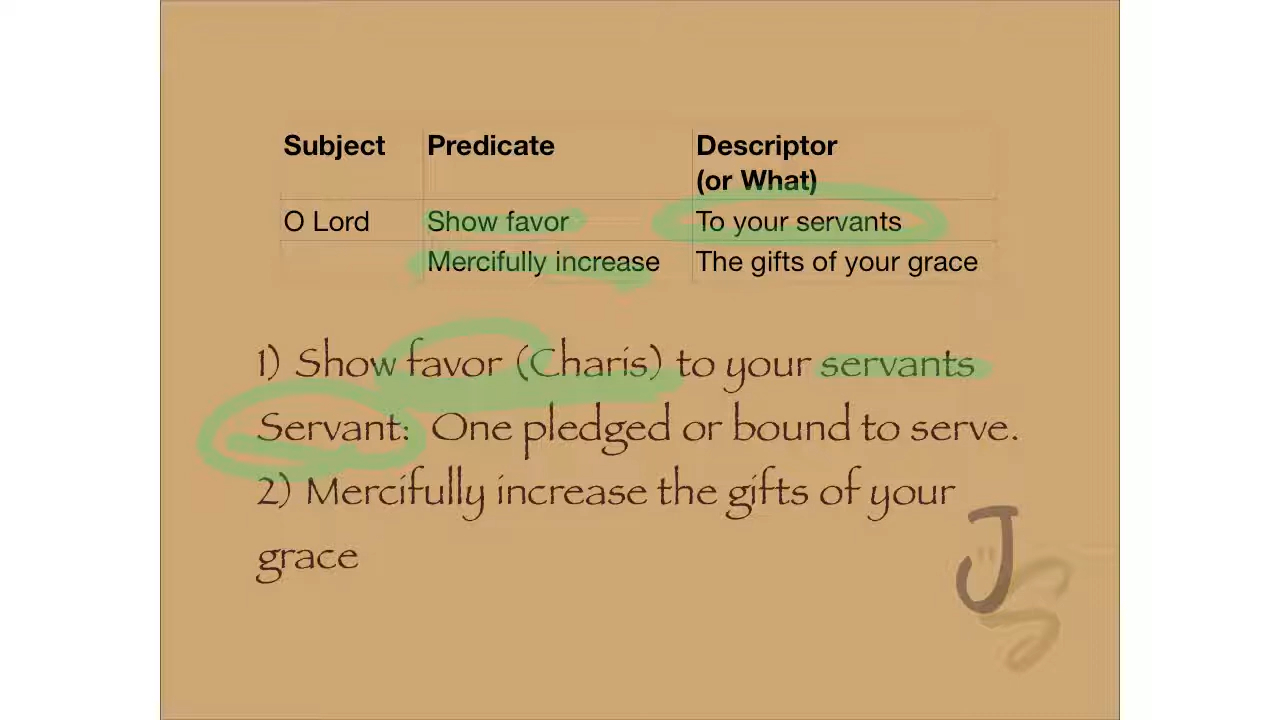 Subject Predicate Descriptor
(or What)
O Lord Show favor To your servants
Mercifully increase The gifts of your grace
1) Show favor (Charis) to your servants
Servant: One pledged or bound to serve.
2) Mercifully increase the gifts of your
grace
JS